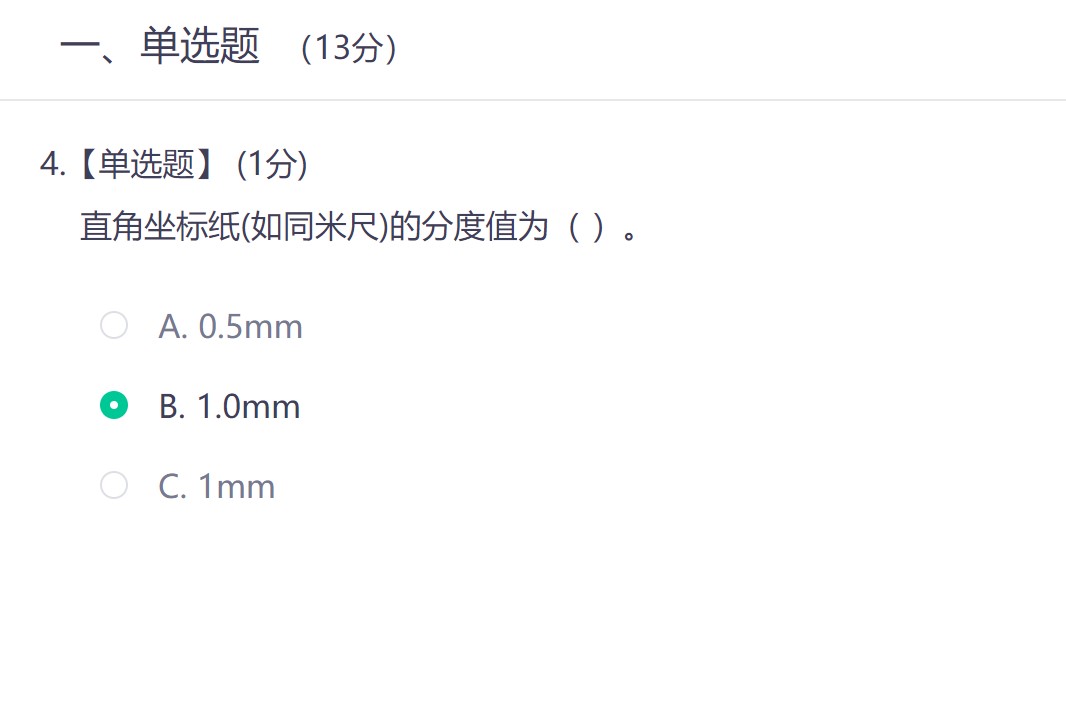 一、单选题 （13分）
4.【单选题】 (1分)
直角坐标纸(如同米尺)的分度值为（ ）。
A. 0.5mm
B. 1.0mm
C. 1mm